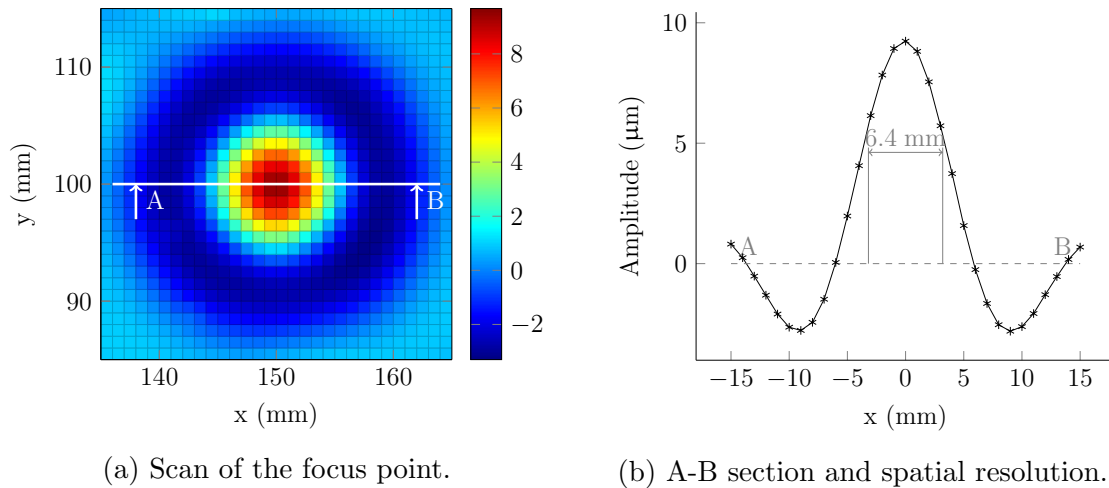 110
100
90
y (mm)
A
B
140
150
160
x (mm)
8
6
4
2
0
−2
(a) Scan of the focus point.
10
5
0
Amplitude (µm)
6.4 mm
A
B
−15
−10
−5
0
5
10
15
x (mm)
(b) A-B section and spatial resolution.